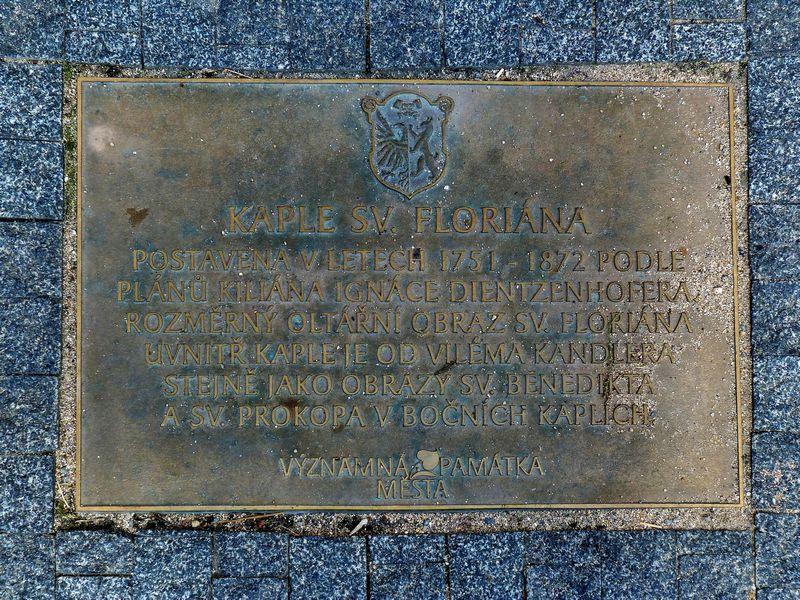 KAPLE SV. FLORIÁNA
POSTAVENA V LETECH 1751 - 1872 PODLE
PLÁNŮ KILIÁNA IGNÁCE DIENTZENHOFERA.
ROZMĚRNÝ OLTÁŘNÍ OBRAZ SV. FLORIÁNA
UVNITŘ KAPLE JE OD VILÉMA KANDLERA
STEJNĚ JAKO OBRAZY SV. BENEDIKTA
A SV. PROKOPA V BOČNÍCH KAPLÍCH.
VÝZNAMNÁ PAMÁTKA
MĚSTA